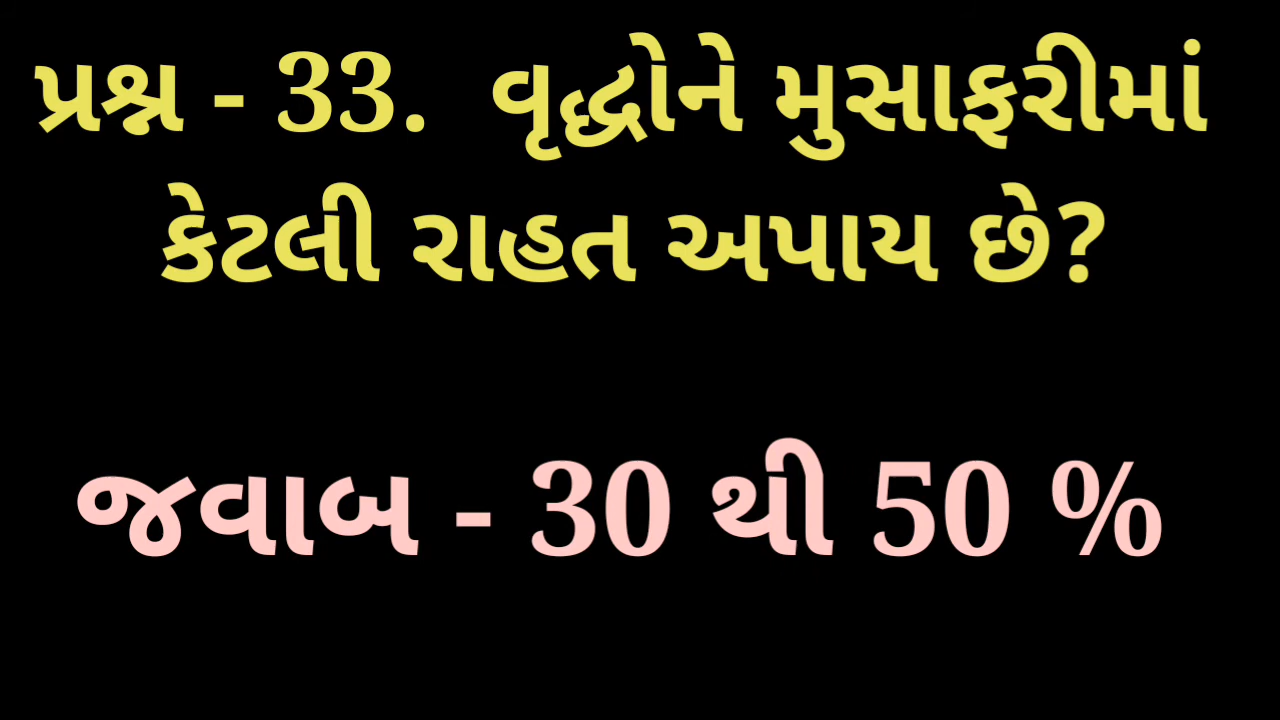 પ્રશ્ન - 33. વૃદ્ધોને મુસાફરીમાં
કેટલી રાહત અપાય છે?
જવાબ - 30 થી 50 %